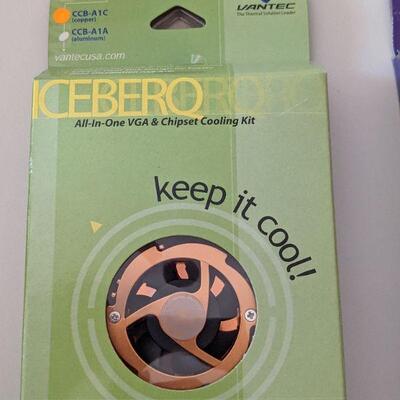 CCB-A1C
(copper)
CCB-A1A
(aluminum)
vantecusa.com
VANTEC
The Thermal Solution Leader
ICEBERQ
All-In-One VGA & Chipset Cooling Kit
keep it cool!